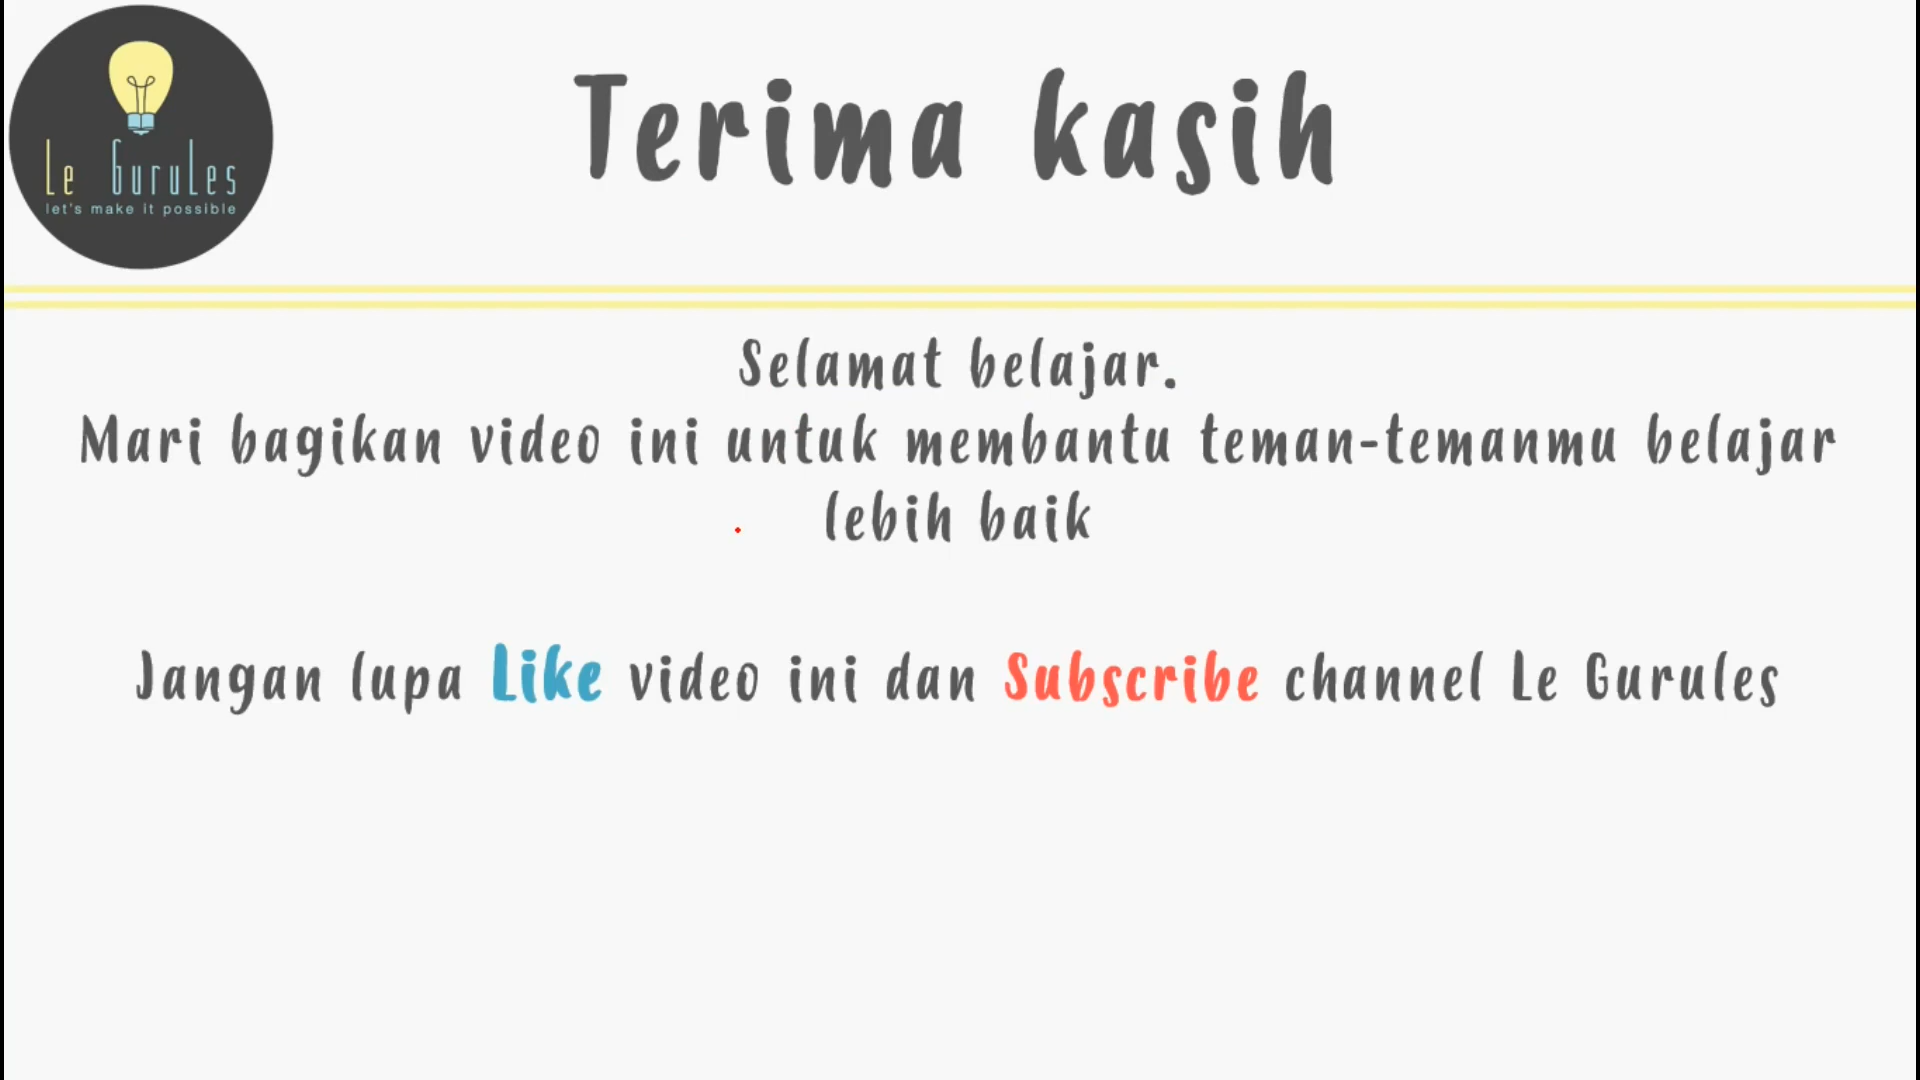 Le Gurules
let's make it possible
Terima kasih
Selamat belajar.
Mari bagikan video ini untuk membantu teman-temanmu belajar
lebih baik
Jangan lupa Like video ini dan Subscribe channel Le Gurules